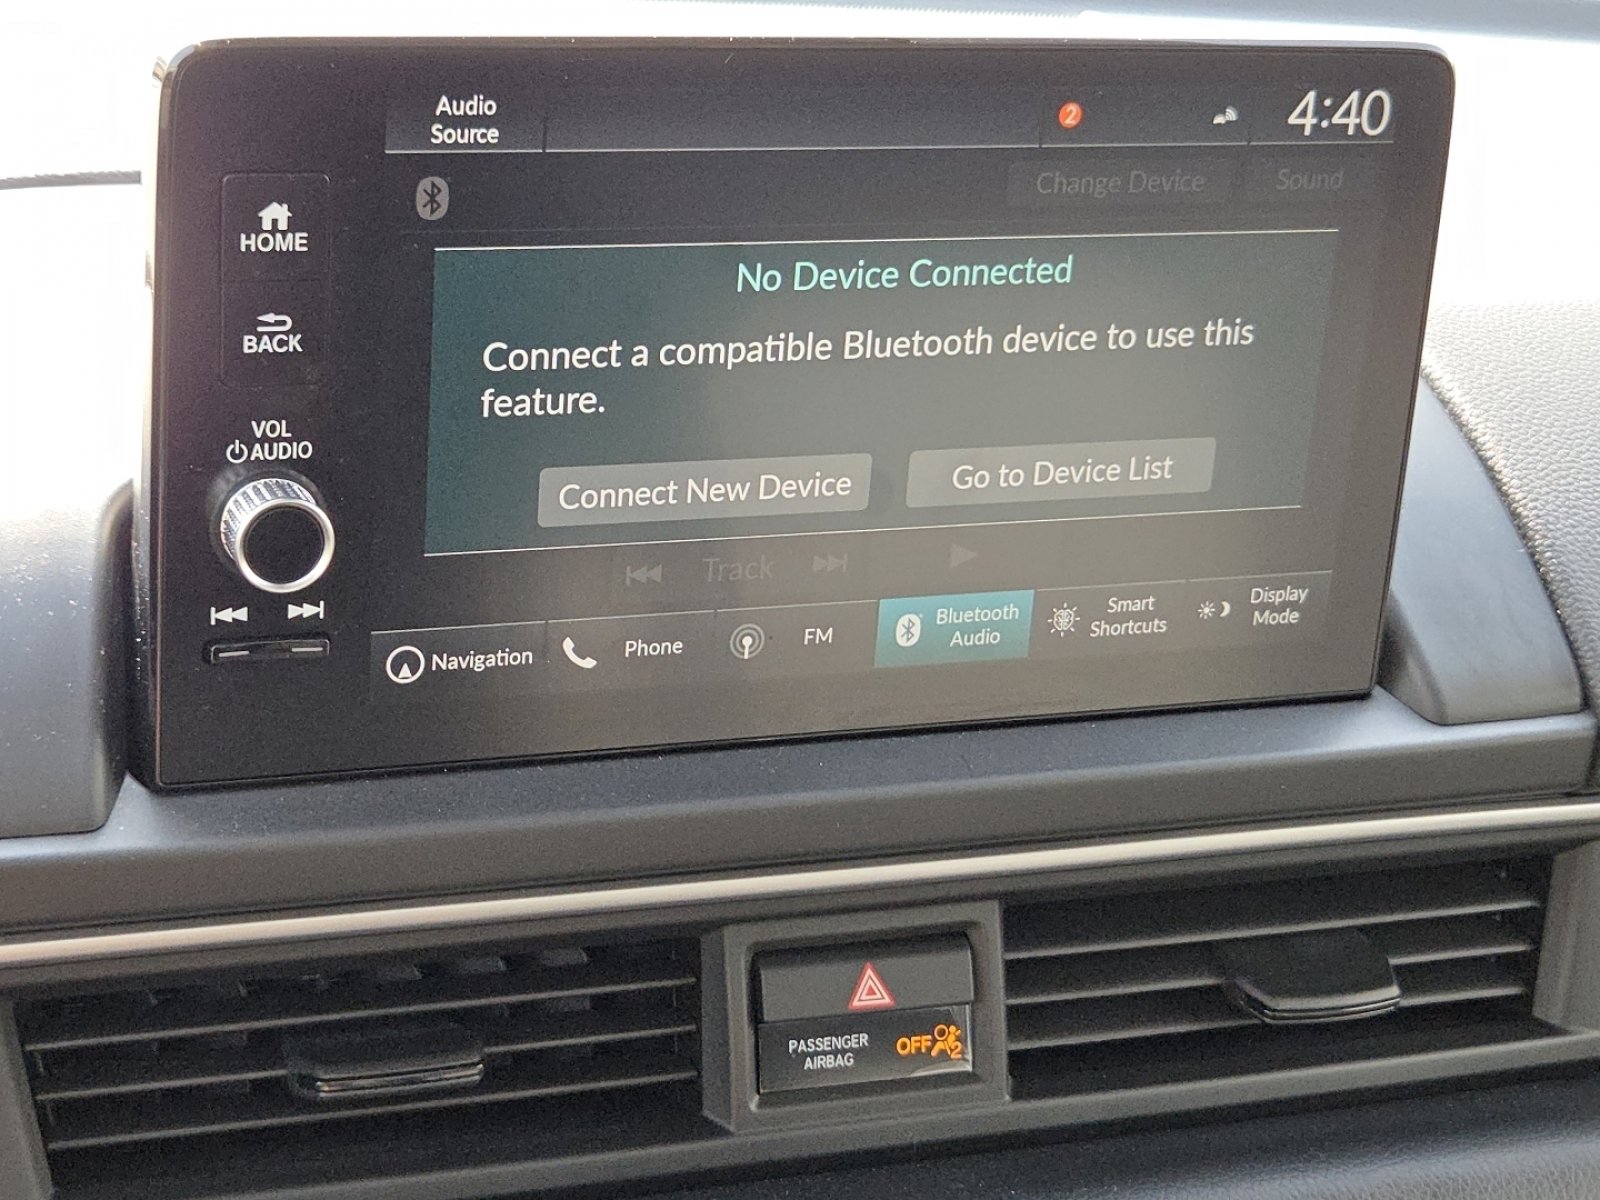 Audio
Source
2
4:40
Change Device
Sound
HOME
No Device Connected
BACK
Connect a compatible Bluetooth device to use this
feature.
VOL
AUDIO
Connect New Device
Go to Device List
Track
Navigation
Phone
FM
Bluetooth
Audio
Smart
Shortcuts
Display
Mode
PASSENGER
AIRBAG
OFF
2